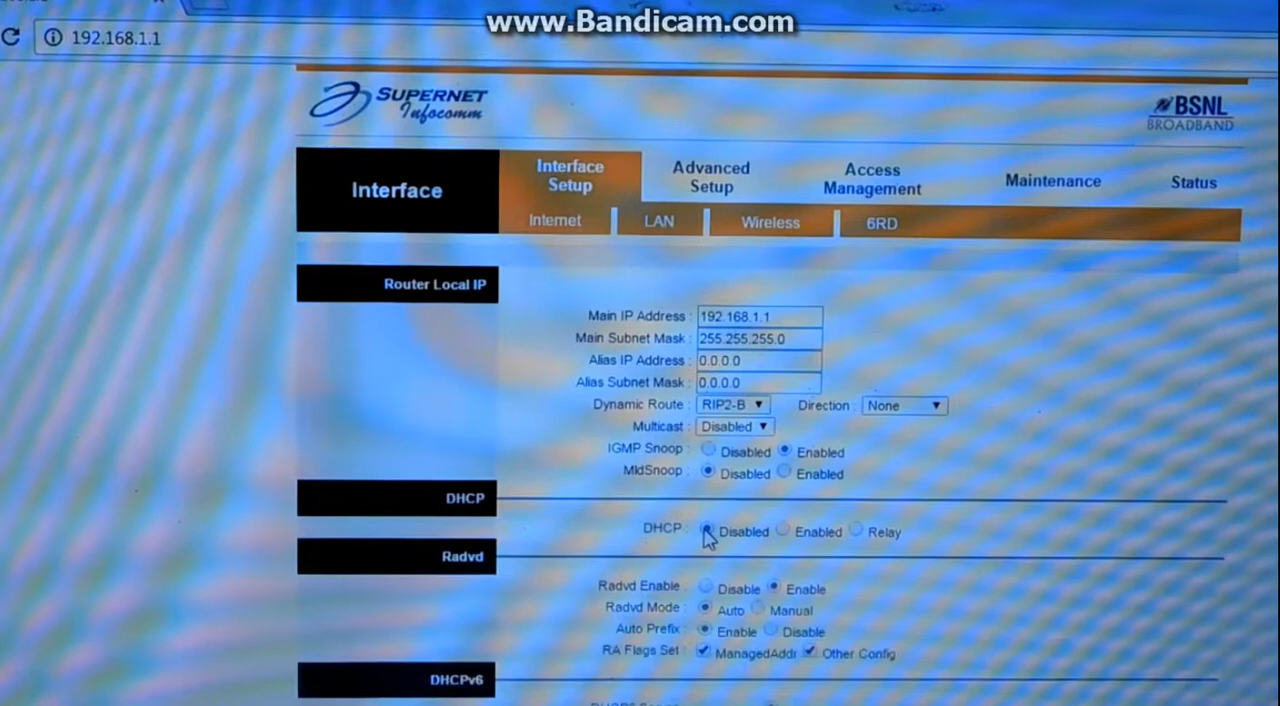 www.Bandicam.com
192.168.1.1
SUPERNET
Infocomm
BSNL
BROADBAND
Interface
Interface Setup
Advanced Setup
Access Management
Maintenance
Status
Internet
LAN
Wireless
6RD
Router Local IP
Main IP Address : 192.168.1.1
Main Subnet Mask : 255.255.255.0
Alias IP Address : 0.0.0.0
Alias Subnet Mask : 0.0.0.0
Dynamic Route : RIP2-B Direction : None
Multicast : Disabled
IGMP Snoop : Disabled Enabled
MldSnoop : Disabled Enabled
DHCP
DHCP : Disabled Enabled Relay
Radvd
Radvd Enable : Disable Enable
Radvd Mode : Auto Manual
Auto Prefix : Enable Disable
RA Flags Set : ManagedAddr Other Config
DHCPv6